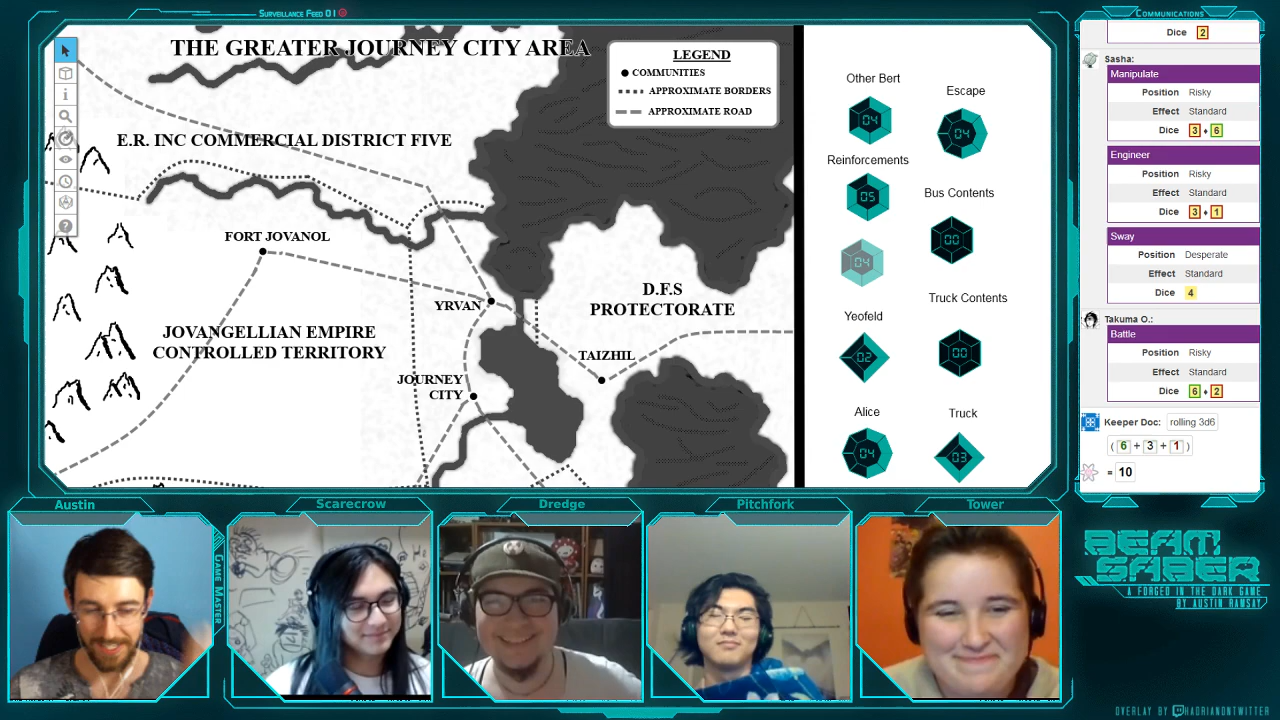 SURVEILLANCE FEED 01
COMMUNICATIONS
THE GREATER JOURNEY CITY AREA
LEGEND
COMMUNITIES
APPROXIMATE BORDERS
APPROXIMATE ROAD
E.R. INC COMMERCIAL DISTRICT FIVE
FORT JOVANOL
YRVAN
D.F.S
PROTECTORATE
JOVANGELLIAN EMPIRE
CONTROLLED TERRITORY
TAIZHIL
JOURNEY
CITY
Other Bert
04
Escape
04
Reinforcements
05
Bus Contents
00
04
Truck Contents
00
Yeofeld
02
Alice
04
Truck
03
Dice 2
Sasha:
Manipulate
Position Risky
Effect Standard
Dice 3 ♦ 6
Engineer
Position Risky
Effect Standard
Dice 3 ♦ 1
Sway
Position Desperate
Effect Standard
Dice 4
Takuma O.:
Battle
Position Risky
Effect Standard
Dice 6 ♦ 2
Keeper Doc: rolling 3d6
( 6 + 3 + 1 )
= 10
Austin
Scarecrow
Dredge
Pitchfork
Tower
GAME MASTER
BEAM
SABER
A FORGED IN THE DARK GAME
BY AUSTIN RAMSAY
OVERLAY BY HADRIANONTWITTER